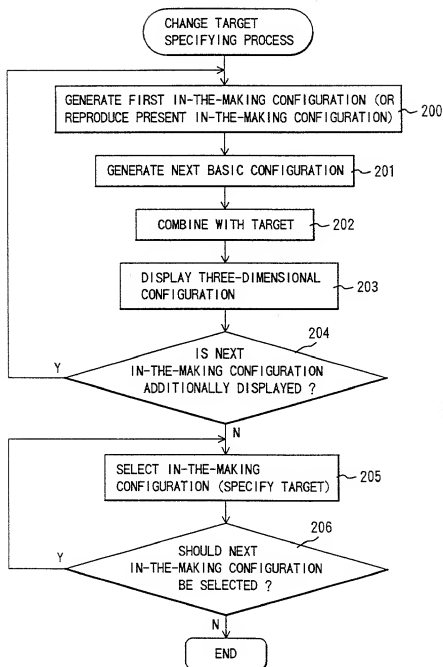 CHANGE TARGET
SPECIFYING PROCESS
GENERATE FIRST IN-THE-MAKING CONFIGURATION (OR
REPRODUCE PRESENT IN-THE-MAKING CONFIGURATION)
200
GENERATE NEXT BASIC CONFIGURATION
201
COMBINE WITH TARGET
202
DISPLAY THREE-DIMENSIONAL
CONFIGURATION
203
204
IS NEXT
IN-THE-MAKING CONFIGURATION
ADDITIONALLY DISPLAYED ?
Y
N
SELECT IN-THE-MAKING
CONFIGURATION (SPECIFY TARGET)
205
206
SHOULD NEXT
IN-THE-MAKING CONFIGURATION
BE SELECTED ?
Y
N
END